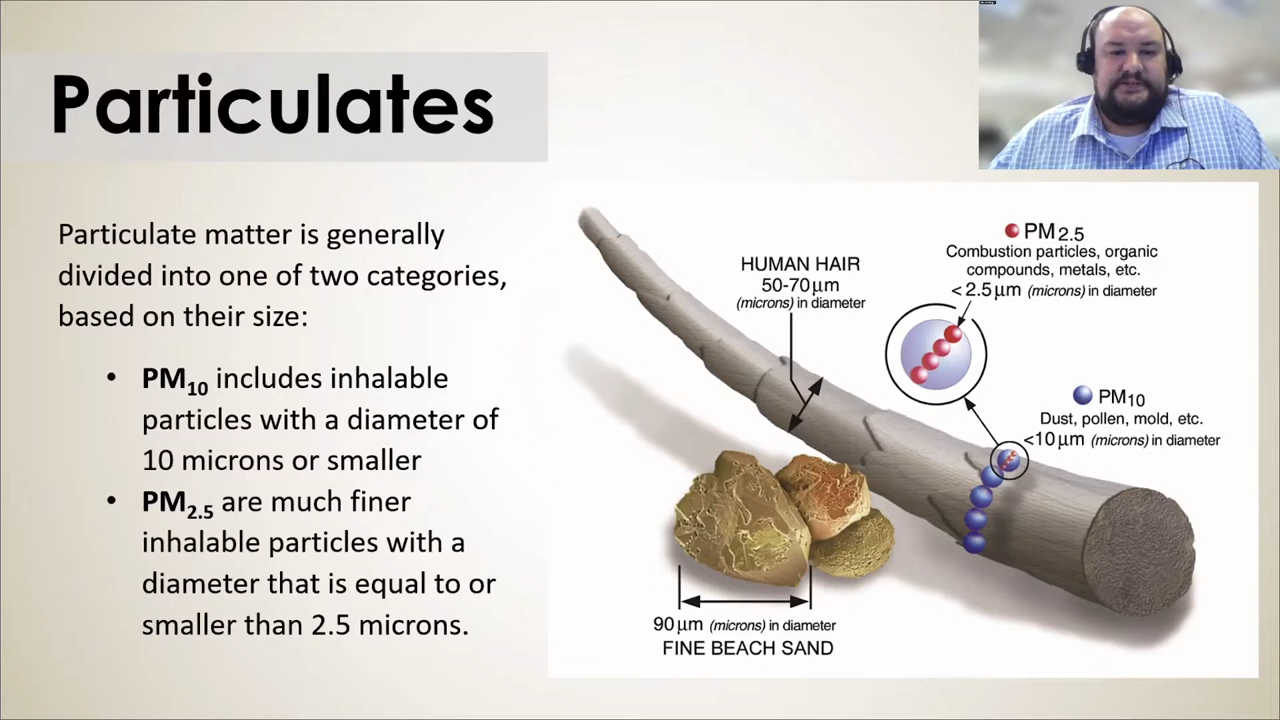 Particulates
Particulate matter is generally
divided into one of two categories,
based on their size:
• PM10 includes inhalable
particles with a diameter of
10 microns or smaller
• PM2.5 are much finer
inhalable particles with a
diameter that is equal to or
smaller than 2.5 microns.
HUMAN HAIR
50-70μm
(microns) in diameter
PM2.5
Combustion particles, organic
compounds, metals, etc.
< 2.5μm (microns) in diameter
PM10
Dust, pollen, mold, etc.
<10μm (microns) in diameter
90μm (microns) in diameter
FINE BEACH SAND